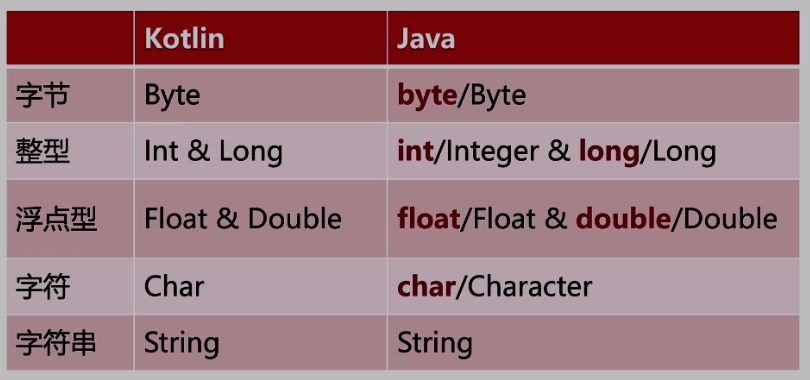 Kotlin Java
字节 Byte byte/Byte
整型 Int & Long int/Integer & long/Long
浮点型 Float & Double float/Float & double/Double
字符 Char char/Character
字符串 String String